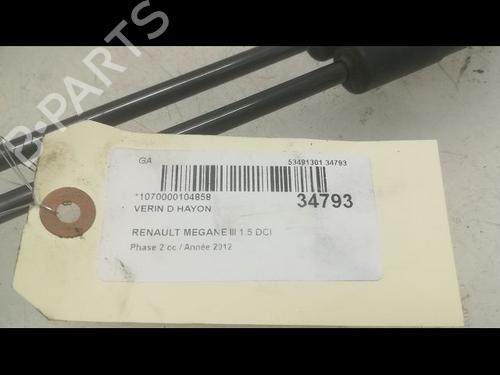 B-PARTS
GA
53491301 34793
*1070000104858
34793
VERIN D HAYON
RENAULT MEGANE III 1.5 DCI
Phase 2 cc / Année 2012